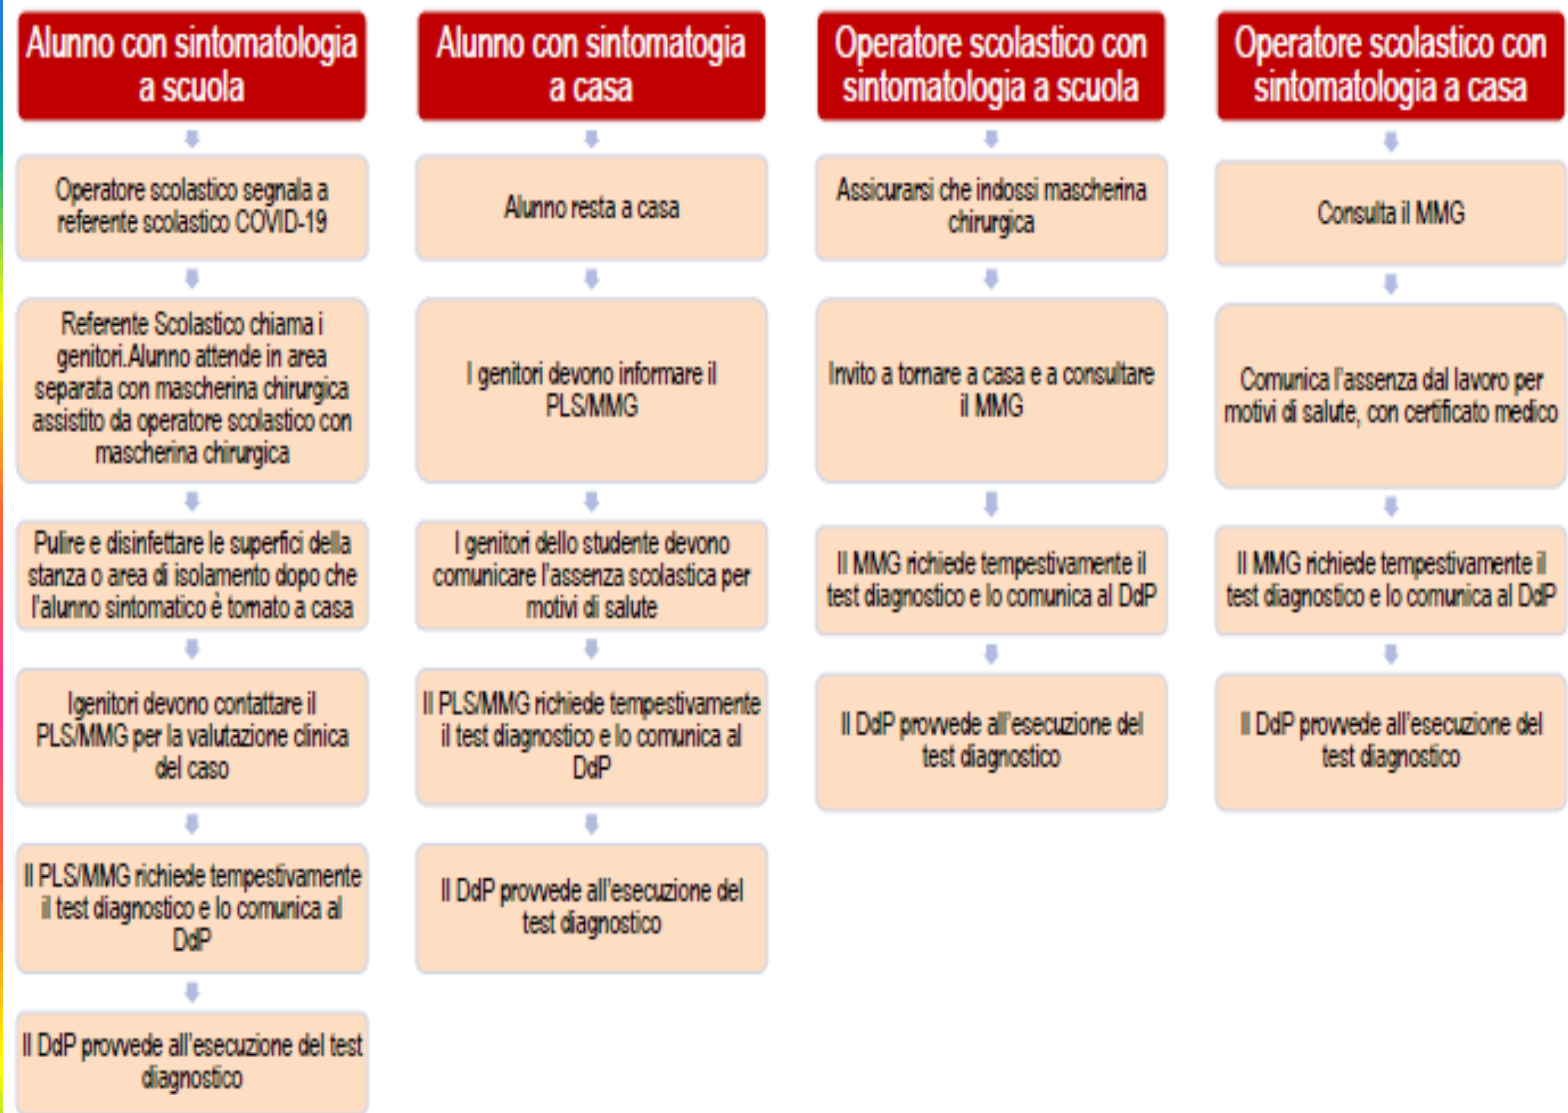 Alunno con sintomatologia
a scuola
Operatore scolastico segnala a
referente scolastico COVID-19
Referente Scolastico chiama i
genitori.Alunno attende in area
separata con mascherina chirurgica
assistito da operatore scolastico con
mascherina chirurgica
Pulire e disinfettare le superfici della
stanza o area di isolamento dopo che
l'alunno sintomatico è tornato a casa
Igenitori devono contattare il
PLS/MMG per la valutazione clinica
del caso
Il PLS/MMG richiede tempestivamente
il test diagnostico e lo comunica al
DdP
Il DdP provvede all'esecuzione del test
diagnostico
Alunno con sintomatogia
a casa
Alunno resta a casa
I genitori devono informare il
PLS/MMG
I genitori dello studente devono
comunicare l'assenza scolastica per
motivi di salute
Il PLS/MMG richiede tempestivamente
il test diagnostico e lo comunica al
DdP
Il DdP provvede all'esecuzione del
test diagnostico
Operatore scolastico con
sintomatologia a scuola
Assicurarsi che indossi mascherina
chirurgica
Invito a tornare a casa e a consultare
il MMG
Il MMG richiede tempestivamente il
test diagnostico e lo comunica al DdP
Il DdP provvede all'esecuzione del
test diagnostico
Operatore scolastico con
sintomatologia a casa
Consulta il MMG
Comunica l'assenza dal lavoro per
motivi di salute, con certificato medico
Il MMG richiede tempestivamente il
test diagnostico e lo comunica al DdP
Il DdP provvede all'esecuzione del
test diagnostico